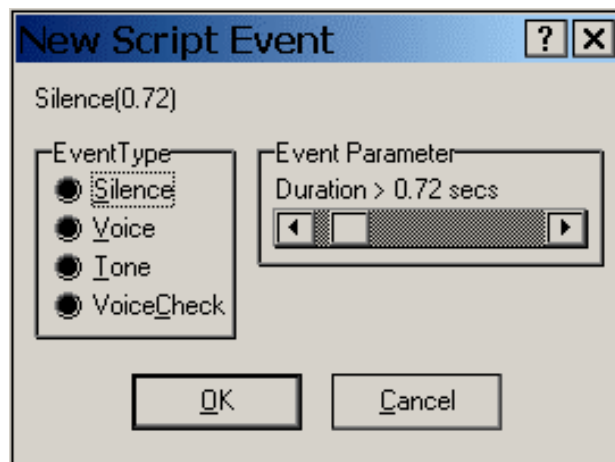 New Script Event
Silence(0.72)
EventType
Silence
Voice
Tone
VoiceCheck
Event Parameter
Duration > 0.72 secs
OK
Cancel